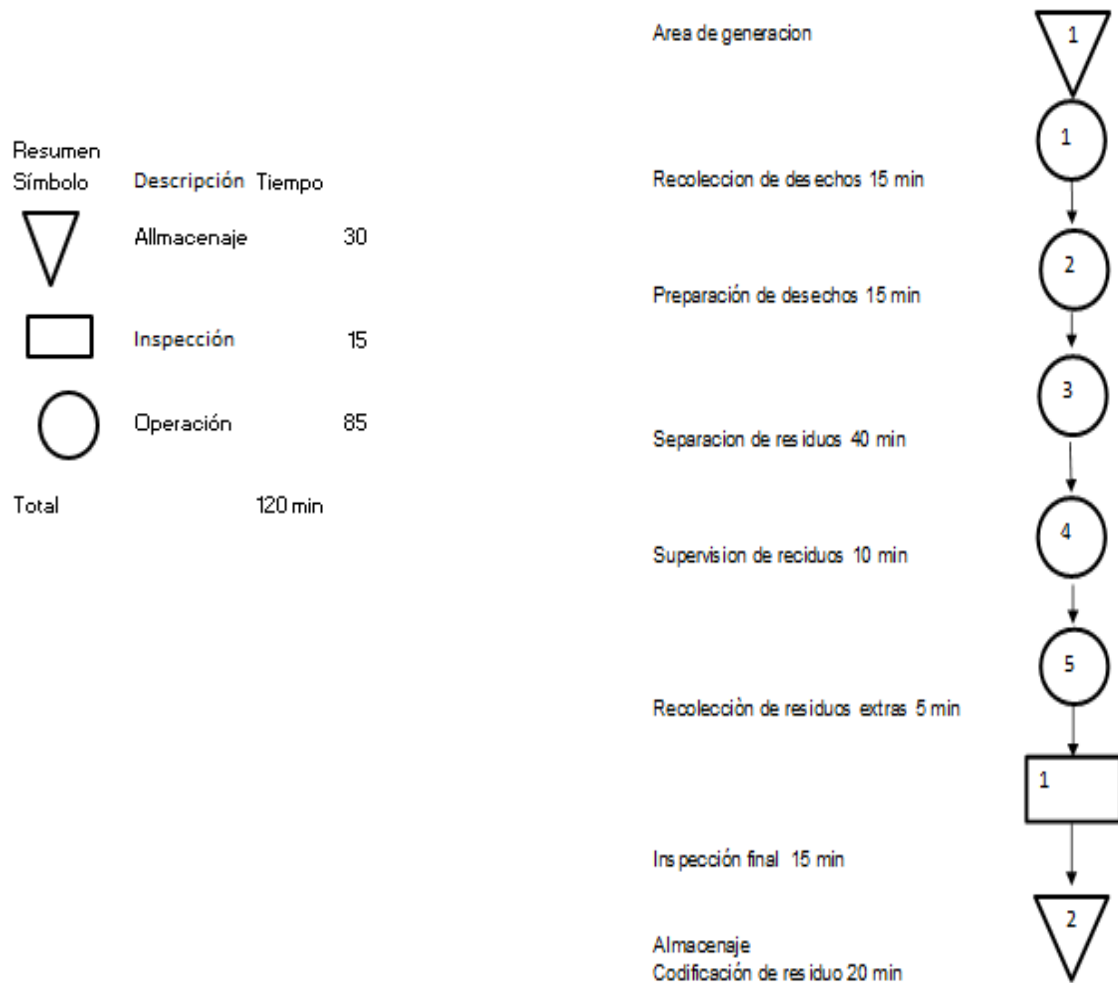 Resumen
Símbolo Descripción Tiempo
Allmacenaje 30
Inspección 15
Operación 85
Total 120 min
Area de generacion
1
1
Recoleccion de desechos 15 min
2
Preparación de desechos 15 min
3
Separacion de residuos 40 min
4
Supervision de reciduos 10 min
5
Recolecciòn de residuos extras 5 min
1
Inspección final 15 min
2
Almacenaje
Codificación de residuo 20 min